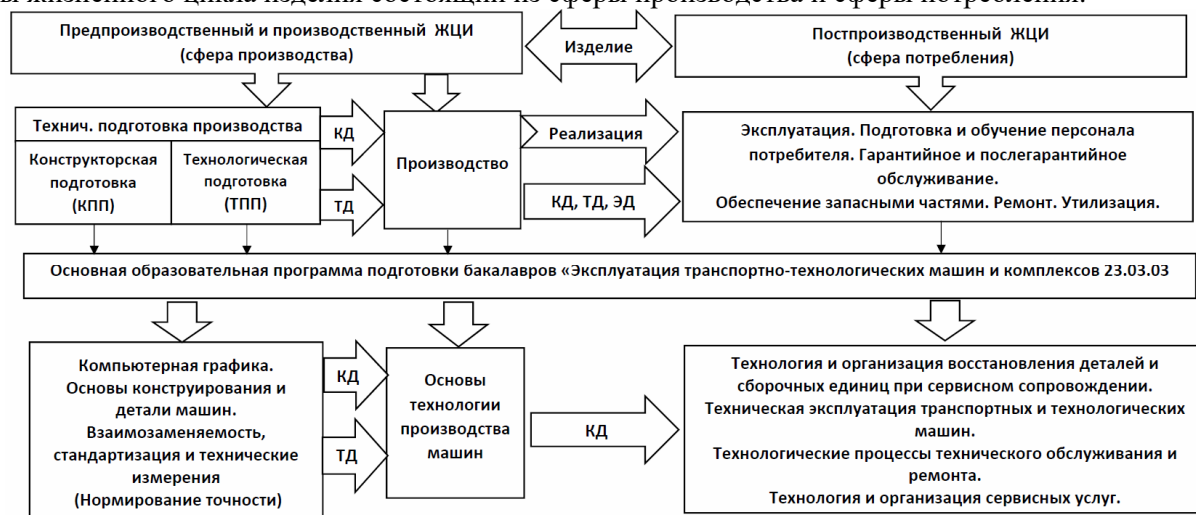 ы жизненного цикла изделия состоящий из сферы производства и сферы потребления.
Предпроизводственный и производственный ЖЦИ
(сфера производства)
Изделие
Постпроизводственный ЖЦИ
(сфера потребления)
Технич. подготовка производства
Конструкторская
подготовка
(КПП)
Технологическая
подготовка
(ТПП)
КД
ТД
Производство
Реализация
КД, ТД, ЭД
Эксплуатация. Подготовка и обучение персонала
потребителя. Гарантийное и послегарантийное
обслуживание.
Обеспечение запасными частями. Ремонт. Утилизация.
Основная образовательная программа подготовки бакалавров «Эксплуатация транспортно-технологических машин и комплексов 23.03.03
Компьютерная графика.
Основы конструирования и
детали машин.
Взаимозаменяемость,
стандартизация и технические
измерения
(Нормирование точности)
КД
ТД
Основы
технологии
производства
машин
КД
Технология и организация восстановления деталей и
сборочных единиц при сервисном сопровождении.
Техническая эксплуатация транспортных и технологических
машин.
Технологические процессы технического обслуживания и
ремонта.
Технология и организация сервисных услуг.